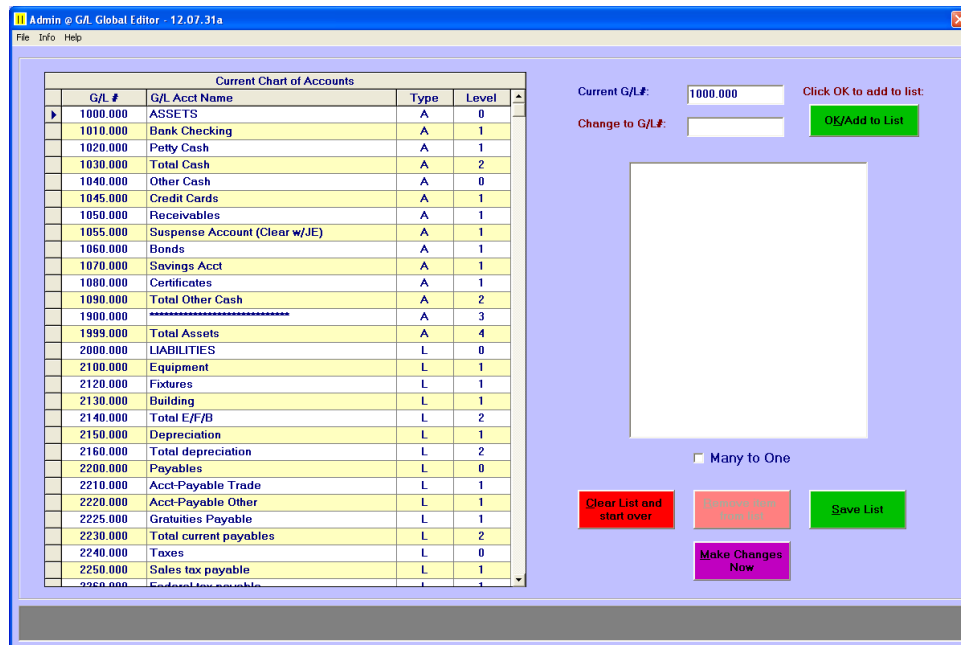 Admin @ G/L Global Editor - 12.07.31a
File Info Help
Current Chart of Accounts
G/L # G/L Acct Name Type Level
1000.000 ASSETS A 0
1010.000 Bank Checking A 1
1020.000 Petty Cash A 1
1030.000 Total Cash A 2
1040.000 Other Cash A 0
1045.000 Credit Cards A 1
1050.000 Receivables A 1
1055.000 Suspense Account (Clear w/JE) A 1
1060.000 Bonds A 1
1070.000 Savings Acct A 1
1080.000 Certificates A 1
1090.000 Total Other Cash A 2
1900.000 ***************************** A 3
1999.000 Total Assets A 4
2000.000 LIABILITIES L 0
2100.000 Equipment L 1
2120.000 Fixtures L 1
2130.000 Building L 1
2140.000 Total E/F/B L 2
2150.000 Depreciation L 1
2160.000 Total depreciation L 2
2200.000 Payables L 0
2210.000 Acct-Payable Trade L 1
2220.000 Acct-Payable Other L 1
2225.000 Gratuities Payable L 1
2230.000 Total current payables L 2
2240.000 Taxes L 0
2250.000 Sales tax payable L 1
2260.000 Federal tax payable L 1
Current G/L#: 1000.000 Click OK to add to list:
Change to G/L#: OK/Add to List
Many to One
Clear List and
start over
Save List
Make Changes
Now